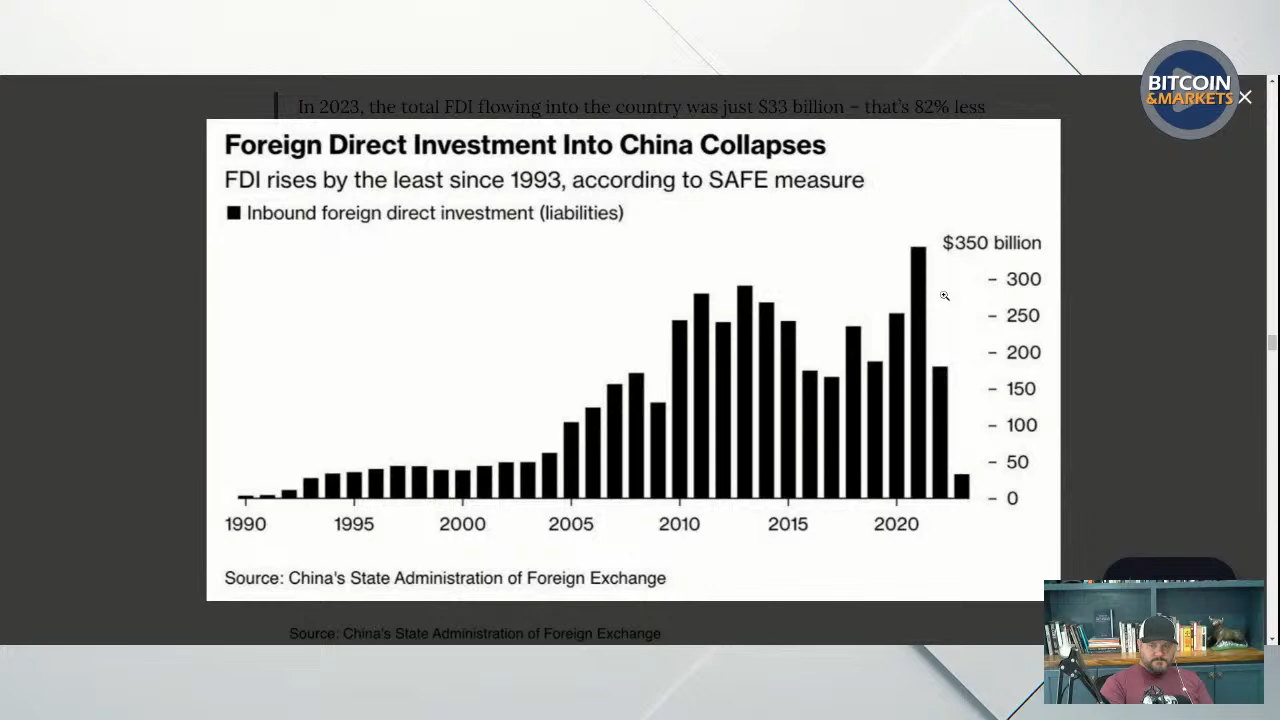 BITCOIN
&MARKETS
In 2023, the total FDI flowing into the country was just $33 billion – that's 82% less
Foreign Direct Investment Into China Collapses
FDI rises by the least since 1993, according to SAFE measure
Inbound foreign direct investment (liabilities)
$350 billion
300
250
200
150
100
50
0
1990 1995 2000 2005 2010 2015 2020
Source: China's State Administration of Foreign Exchange
Source: China's State Administration of Foreign Exchange